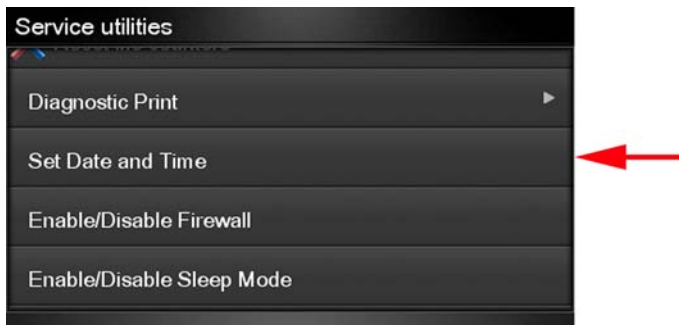 Service utilities
Diagnostic Print
Set Date and Time
Enable/Disable Firewall
Enable/Disable Sleep Mode